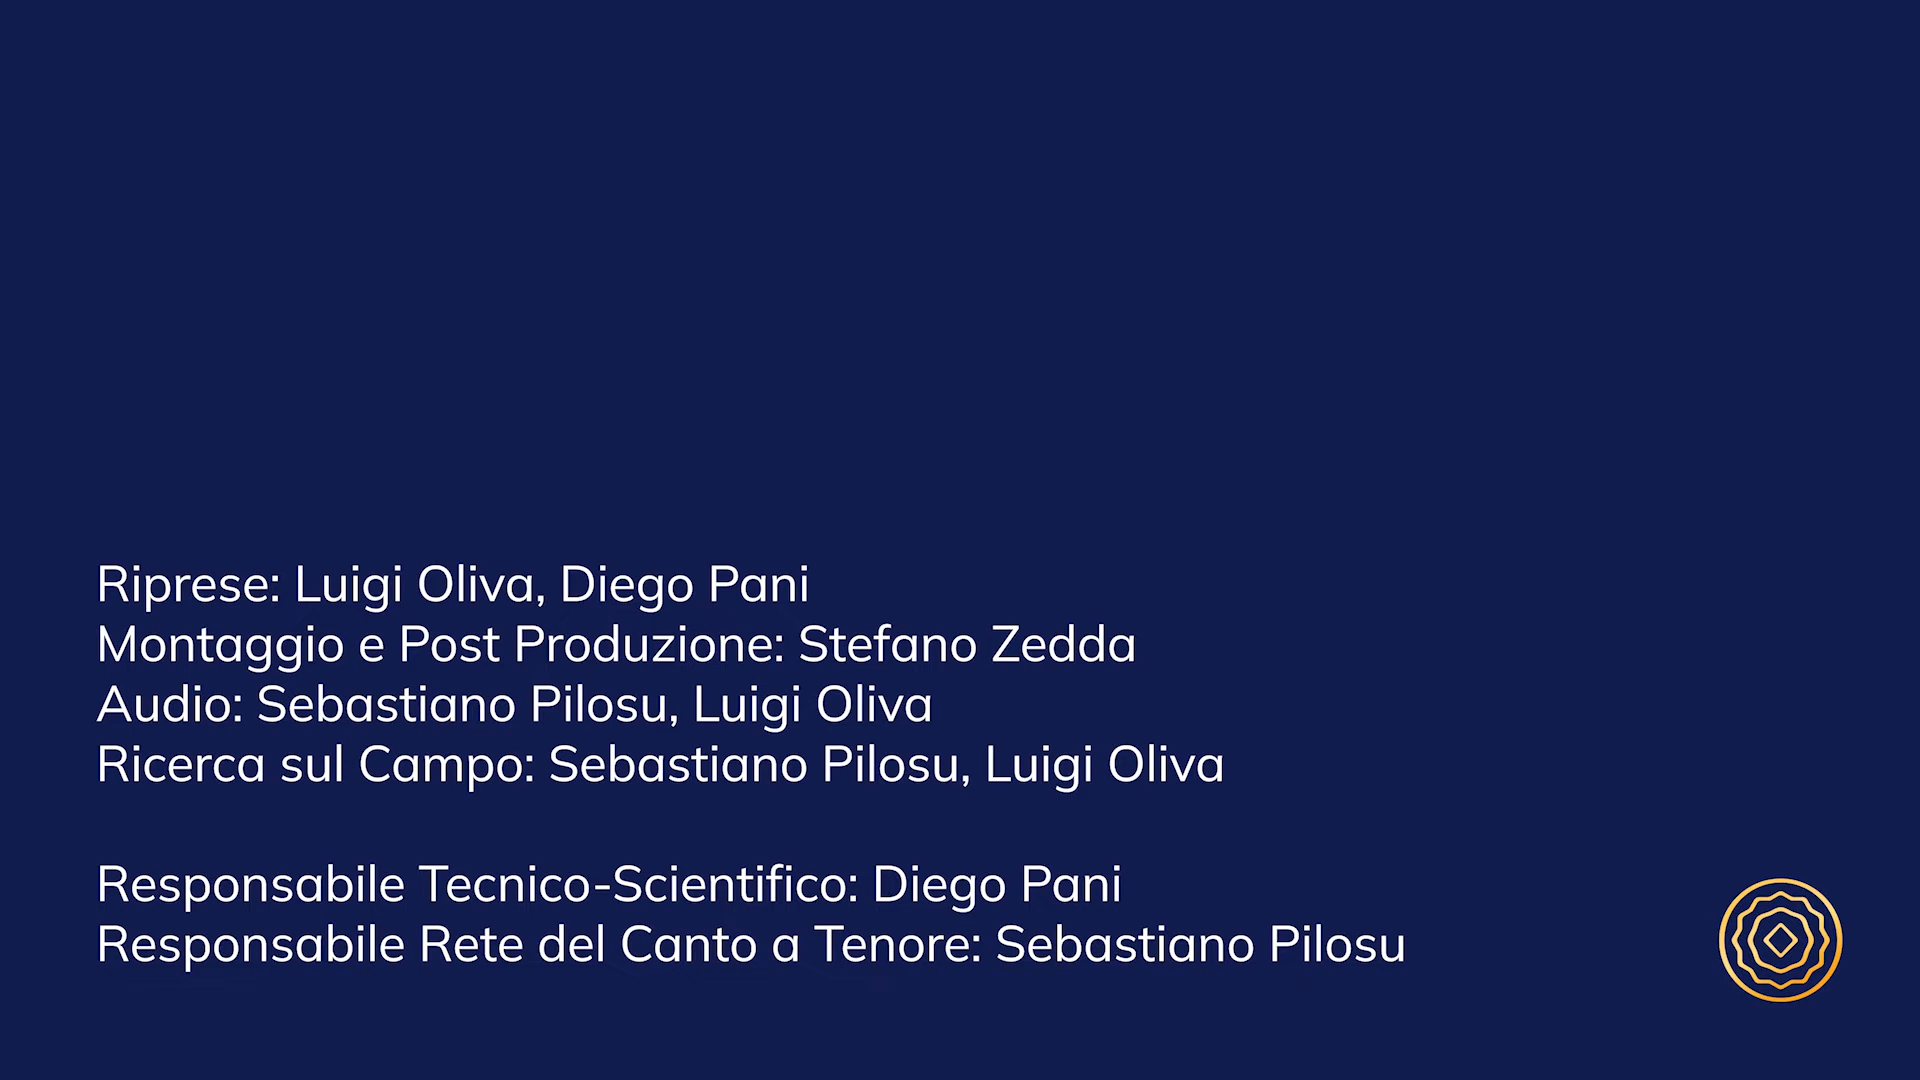 Riprese: Luigi Oliva, Diego Pani
Montaggio e Post Produzione: Stefano Zedda
Audio: Sebastiano Pilosu, Luigi Oliva
Ricerca sul Campo: Sebastiano Pilosu, Luigi Oliva
Responsabile Tecnico-Scientifico: Diego Pani
Responsabile Rete del Canto a Tenore: Sebastiano Pilosu